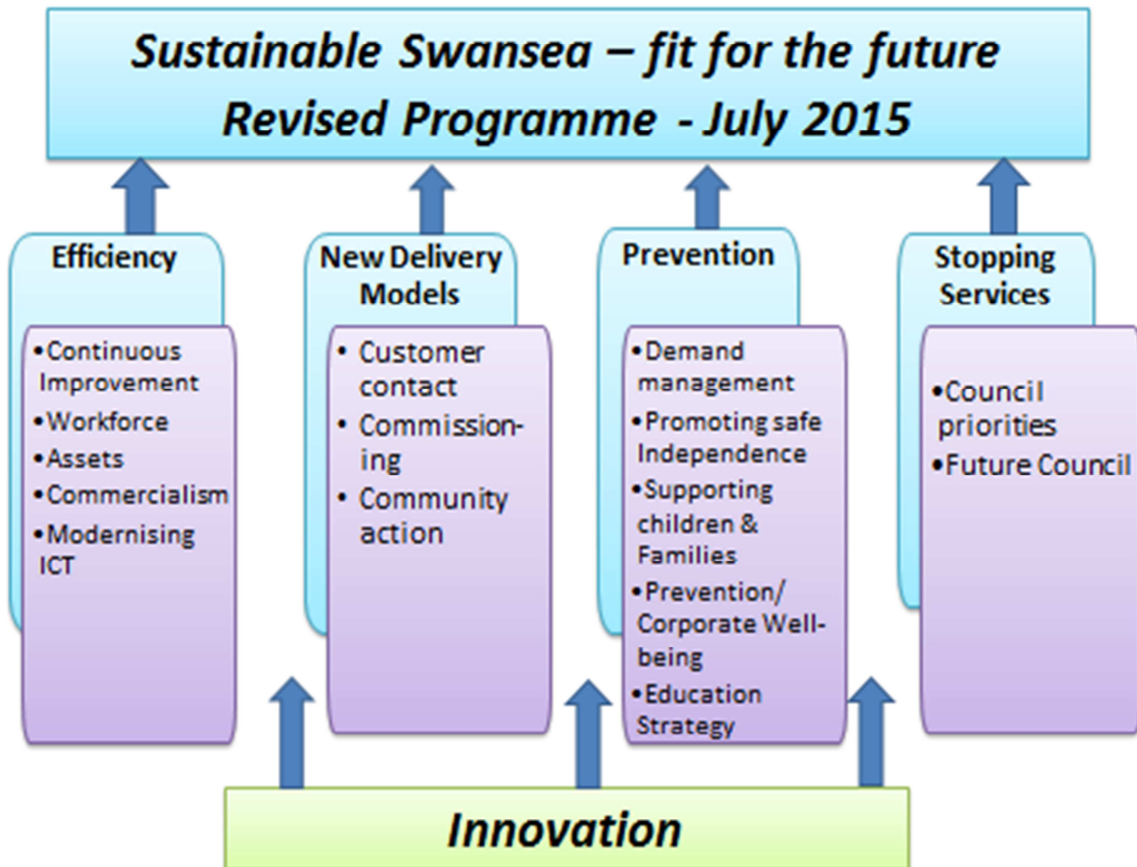 Sustainable Swansea – fit for the future
Revised Programme - July 2015
Efficiency
•Continuous
Improvement
•Workforce
•Assets
•Commercialism
•Modernising
ICT
New Delivery
Models
• Customer
contact
• Commission-
ing
• Community
action
Prevention
•Demand
management
•Promoting safe
Independence
•Supporting
children &
Families
•Prevention/
Corporate Well-
being
•Education
Strategy
Stopping
Services
•Council
priorities
•Future Council
Innovation